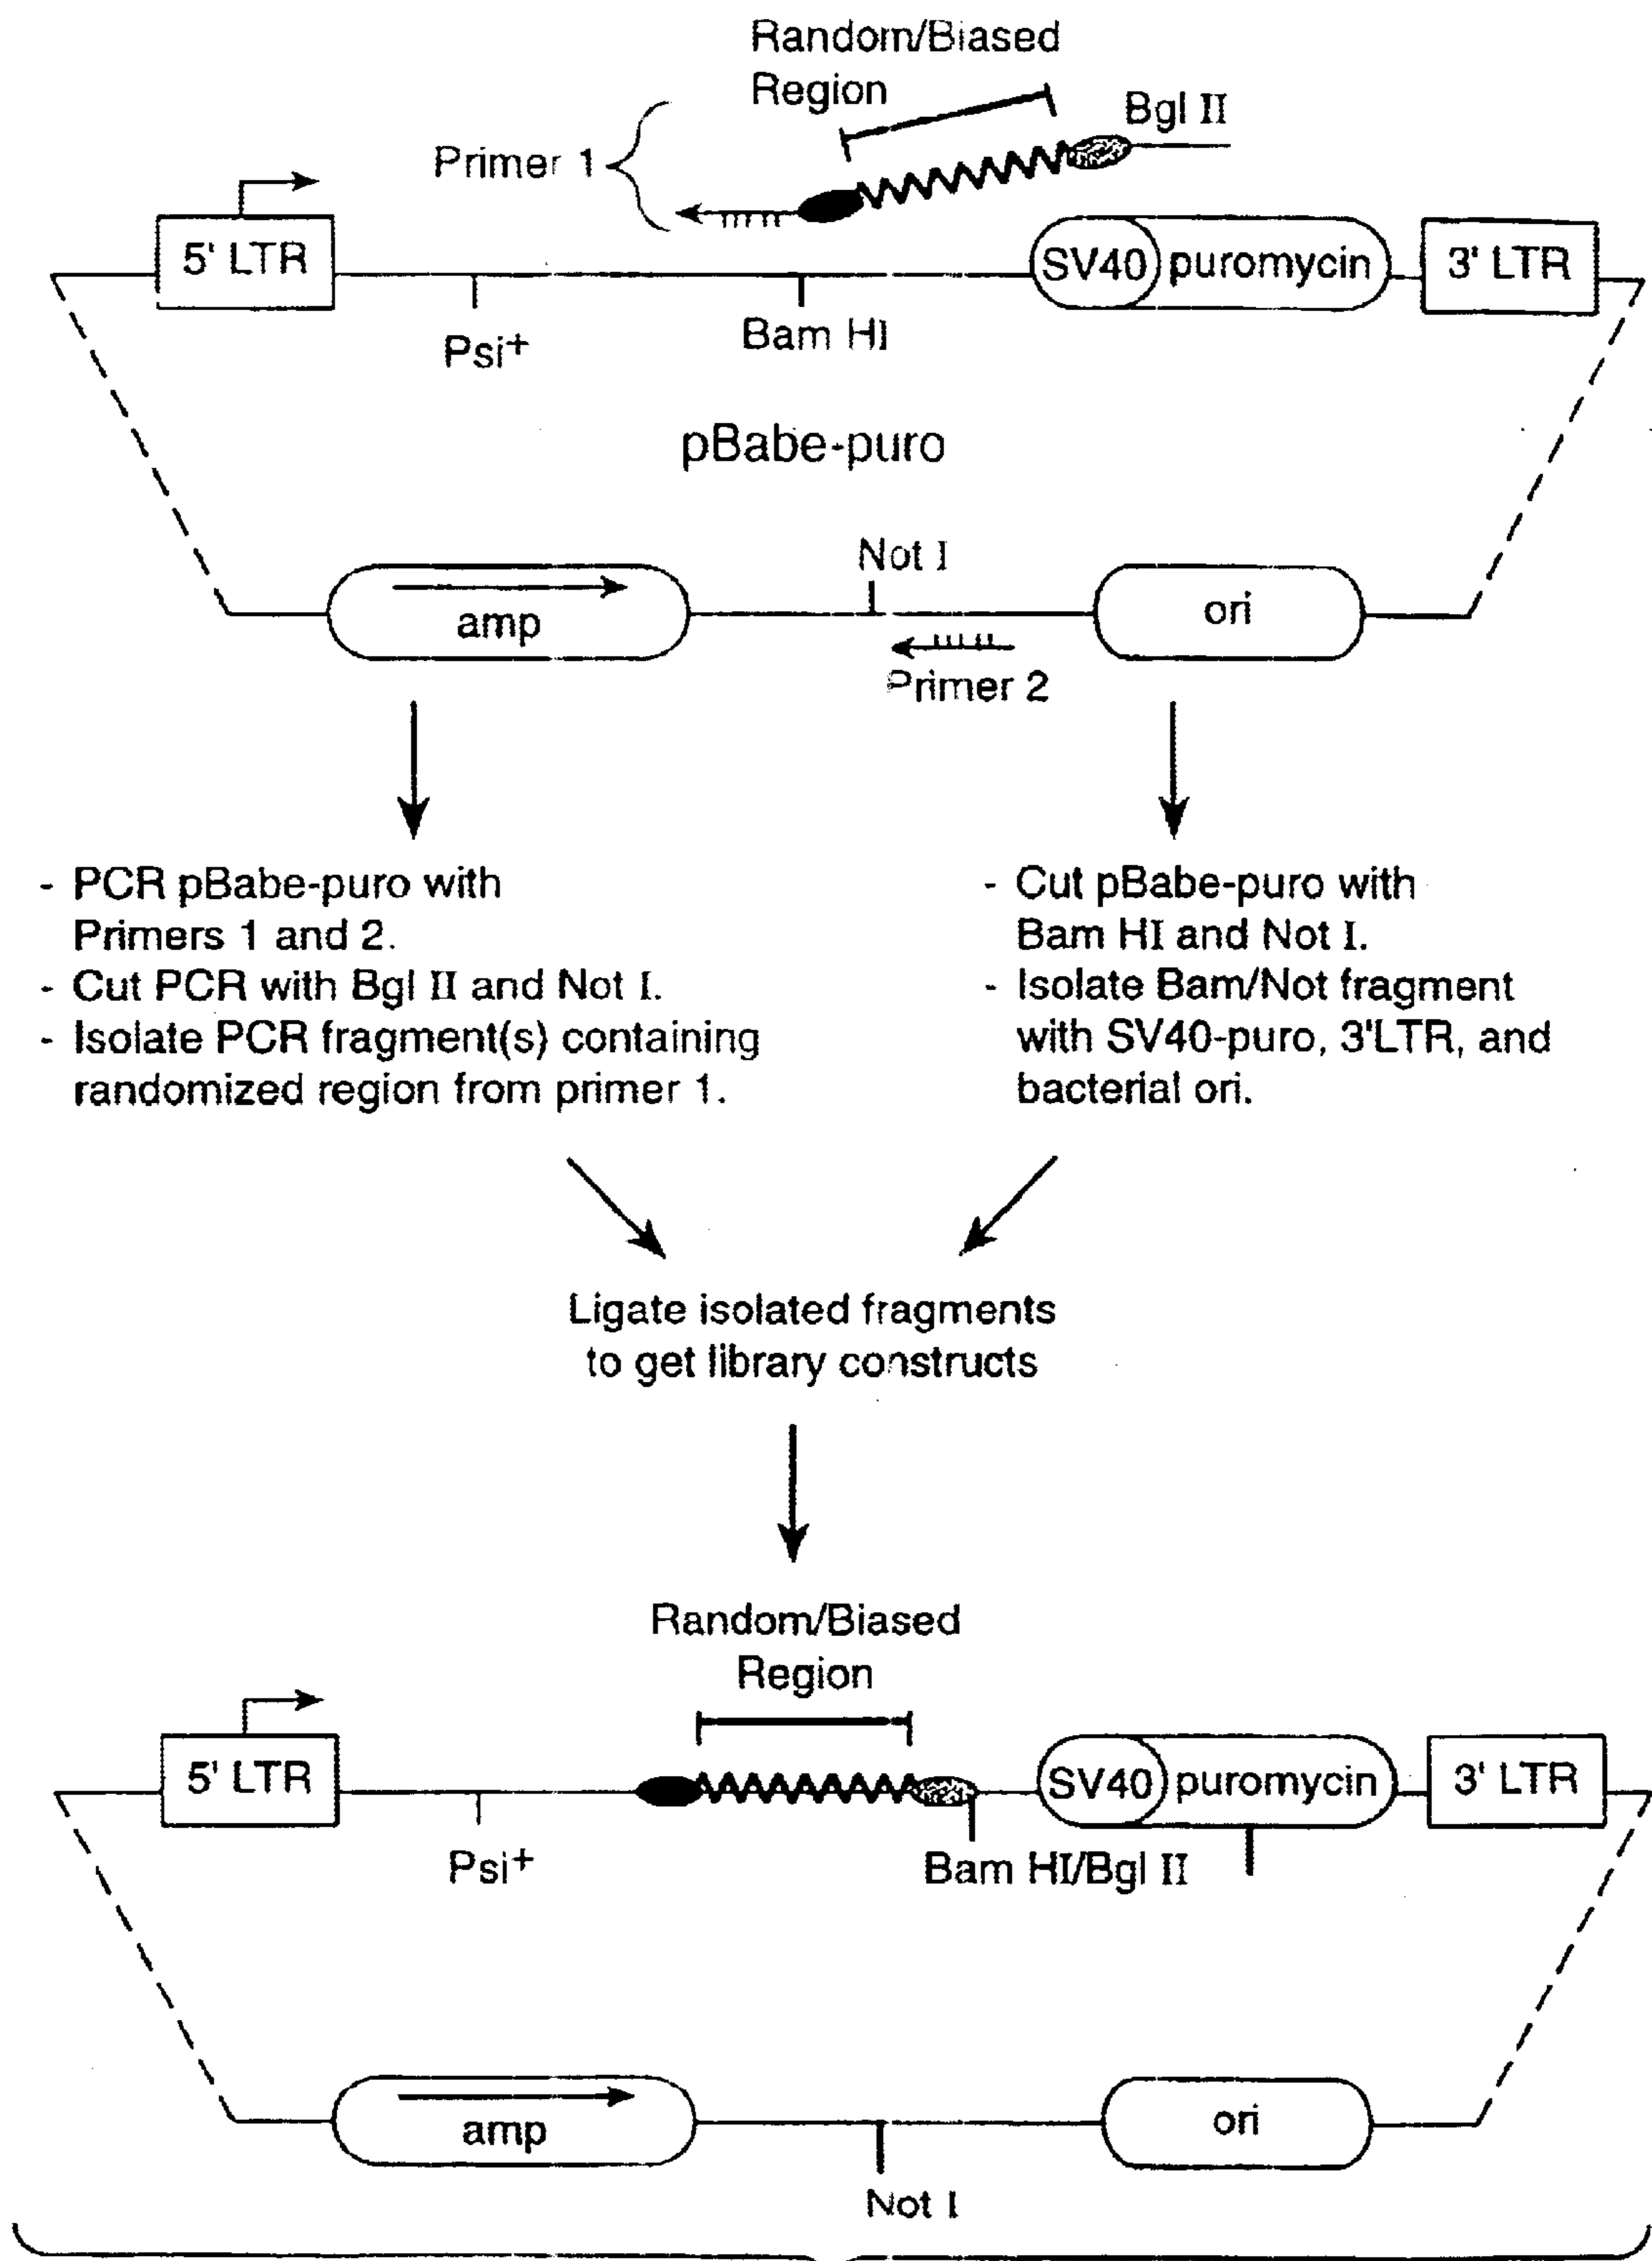 Random/Biased
Region
Bgl II
Primer 1
5' LTR
SV40
puromycin
3' LTR
Psi+
Bam HI
pBabe-puro
Not I
amp
ori
Primer 2
- PCR pBabe-puro with
Primers 1 and 2.
- Cut PCR with Bgl II and Not I.
- Isolate PCR fragment(s) containing
randomized region from primer 1.
- Cut pBabe-puro with
Bam HI and Not I.
- Isolate Bam/Not fragment
with SV40-puro, 3'LTR, and
bacterial ori.
Ligate isolated fragments
to get library constructs
Random/Biased
Region
5' LTR
SV40
puromycin
3' LTR
Psi+
Bam HI/Bgl II
amp
ori
Not I